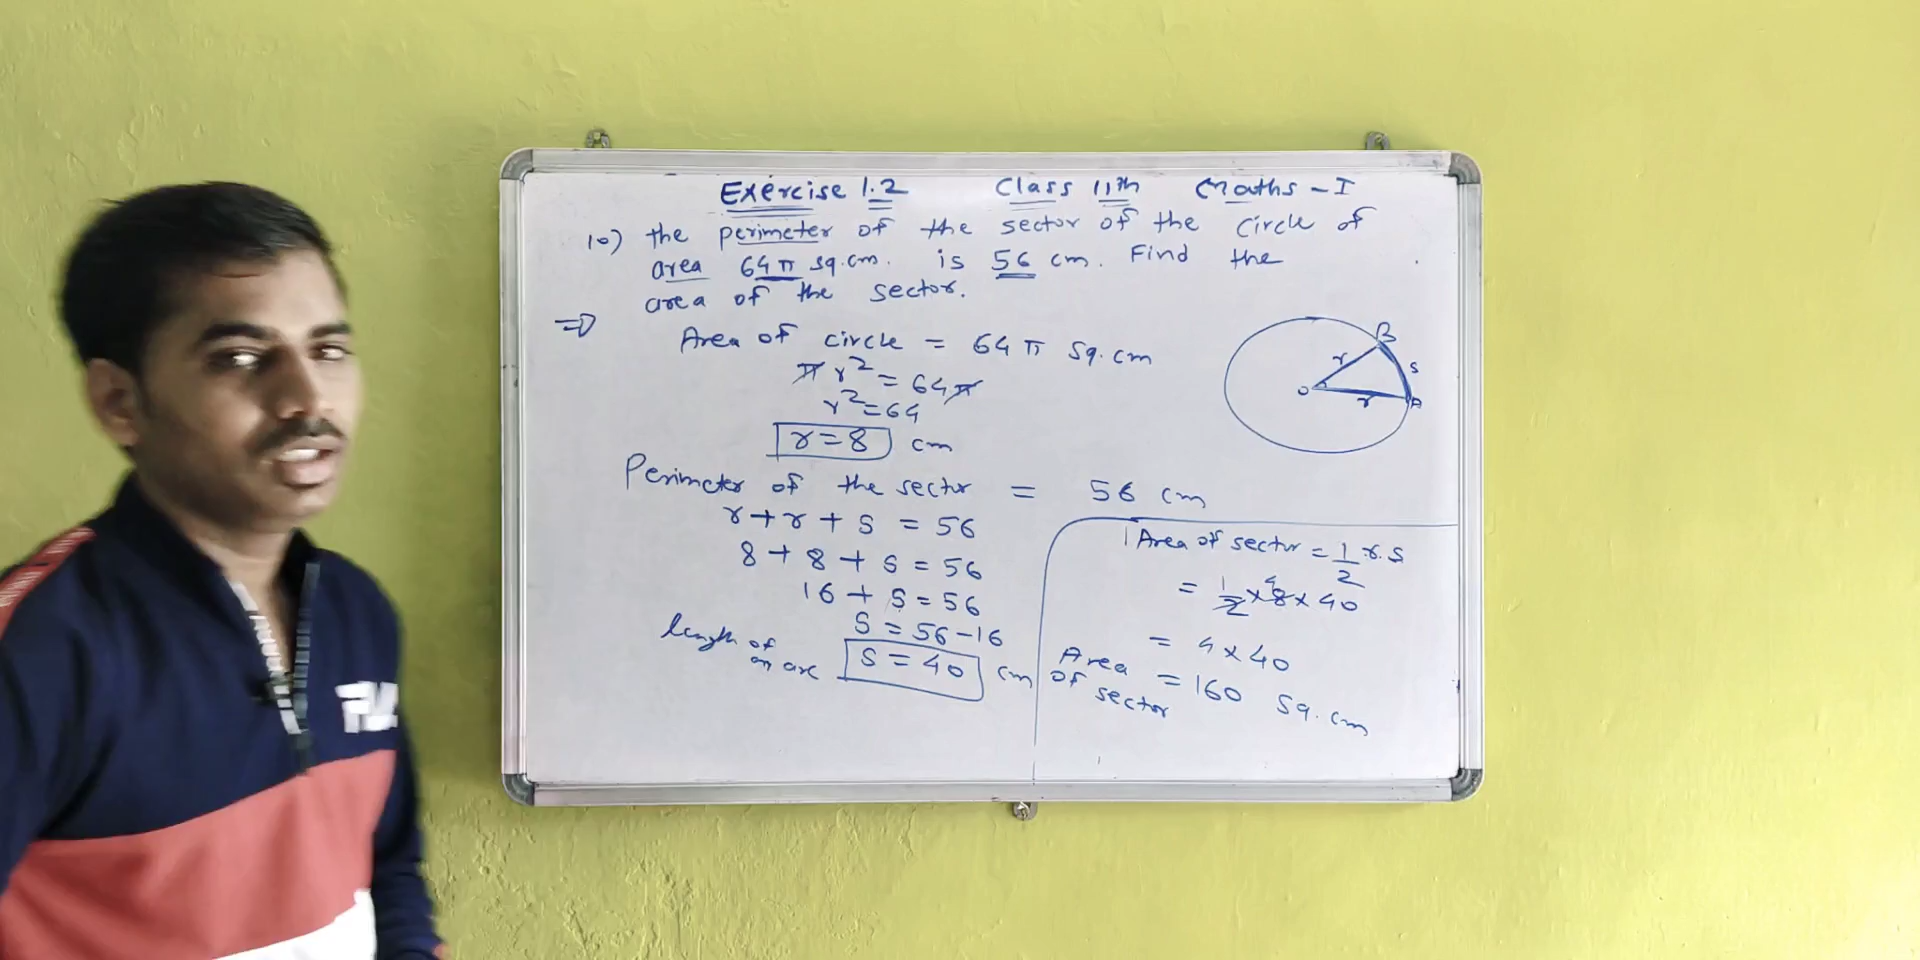 Exercise 1.2 Class 11th Maths - I
10) the perimeter of the sector of the circle of
area 64π sq.cm. is 56 cm. Find the
area of the sector.
⇒ Area of circle = 64π sq.cm
πr² = 64π
r² = 64
r = 8 cm
Perimeter of the sector = 56 cm
r + r + s = 56
8 + 8 + s = 56
16 + s = 56
s = 56 - 16
length of an arc s = 40 cm
B
r
s
O
r
A
Area of sector = 1/2 r.s
= 1/2 × 8 4 × 40
= 4 × 40
Area of sector = 160 sq.cm